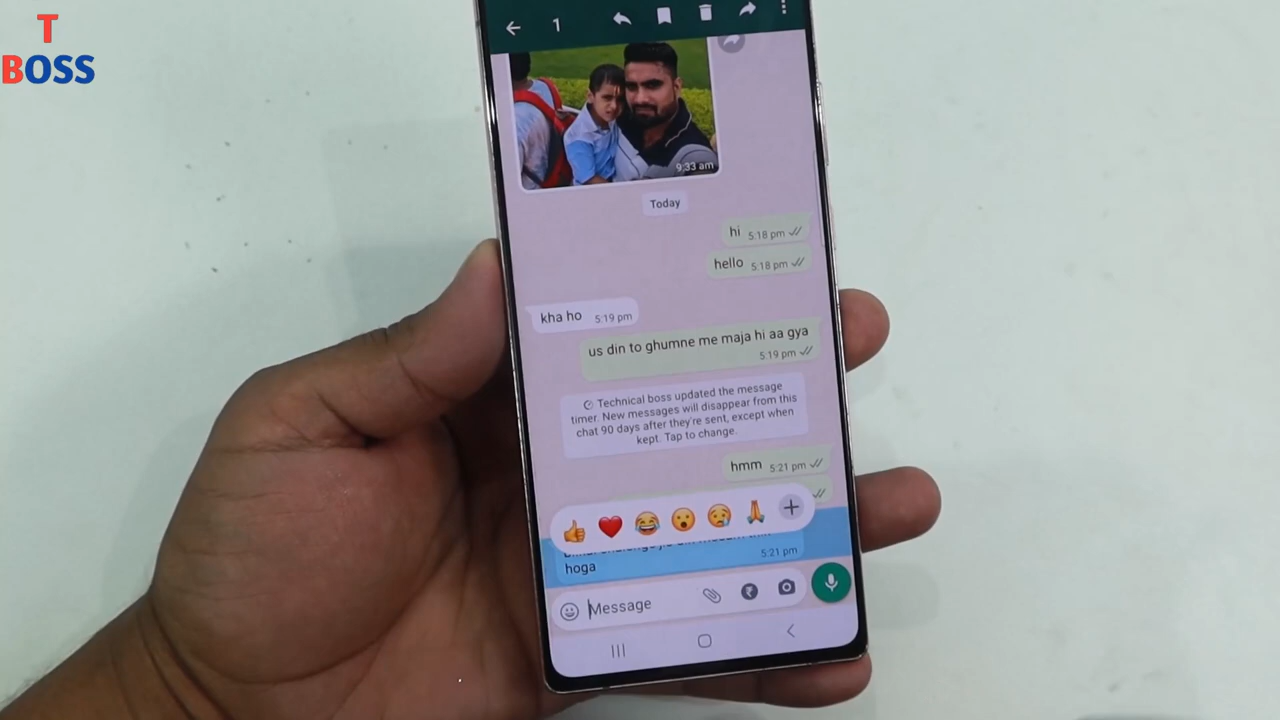 T
BOSS
1
9:33 am
Today
hi 5:18 pm
hello 5:18 pm
kha ho 5:19 pm
us din to ghumne me maja hi aa gya
5:19 pm
Technical boss updated the message
timer. New messages will disappear from this
chat 90 days after they're sent, except when
kept. Tap to change.
hmm 5:21 pm
5:21 pm
hoga
Message